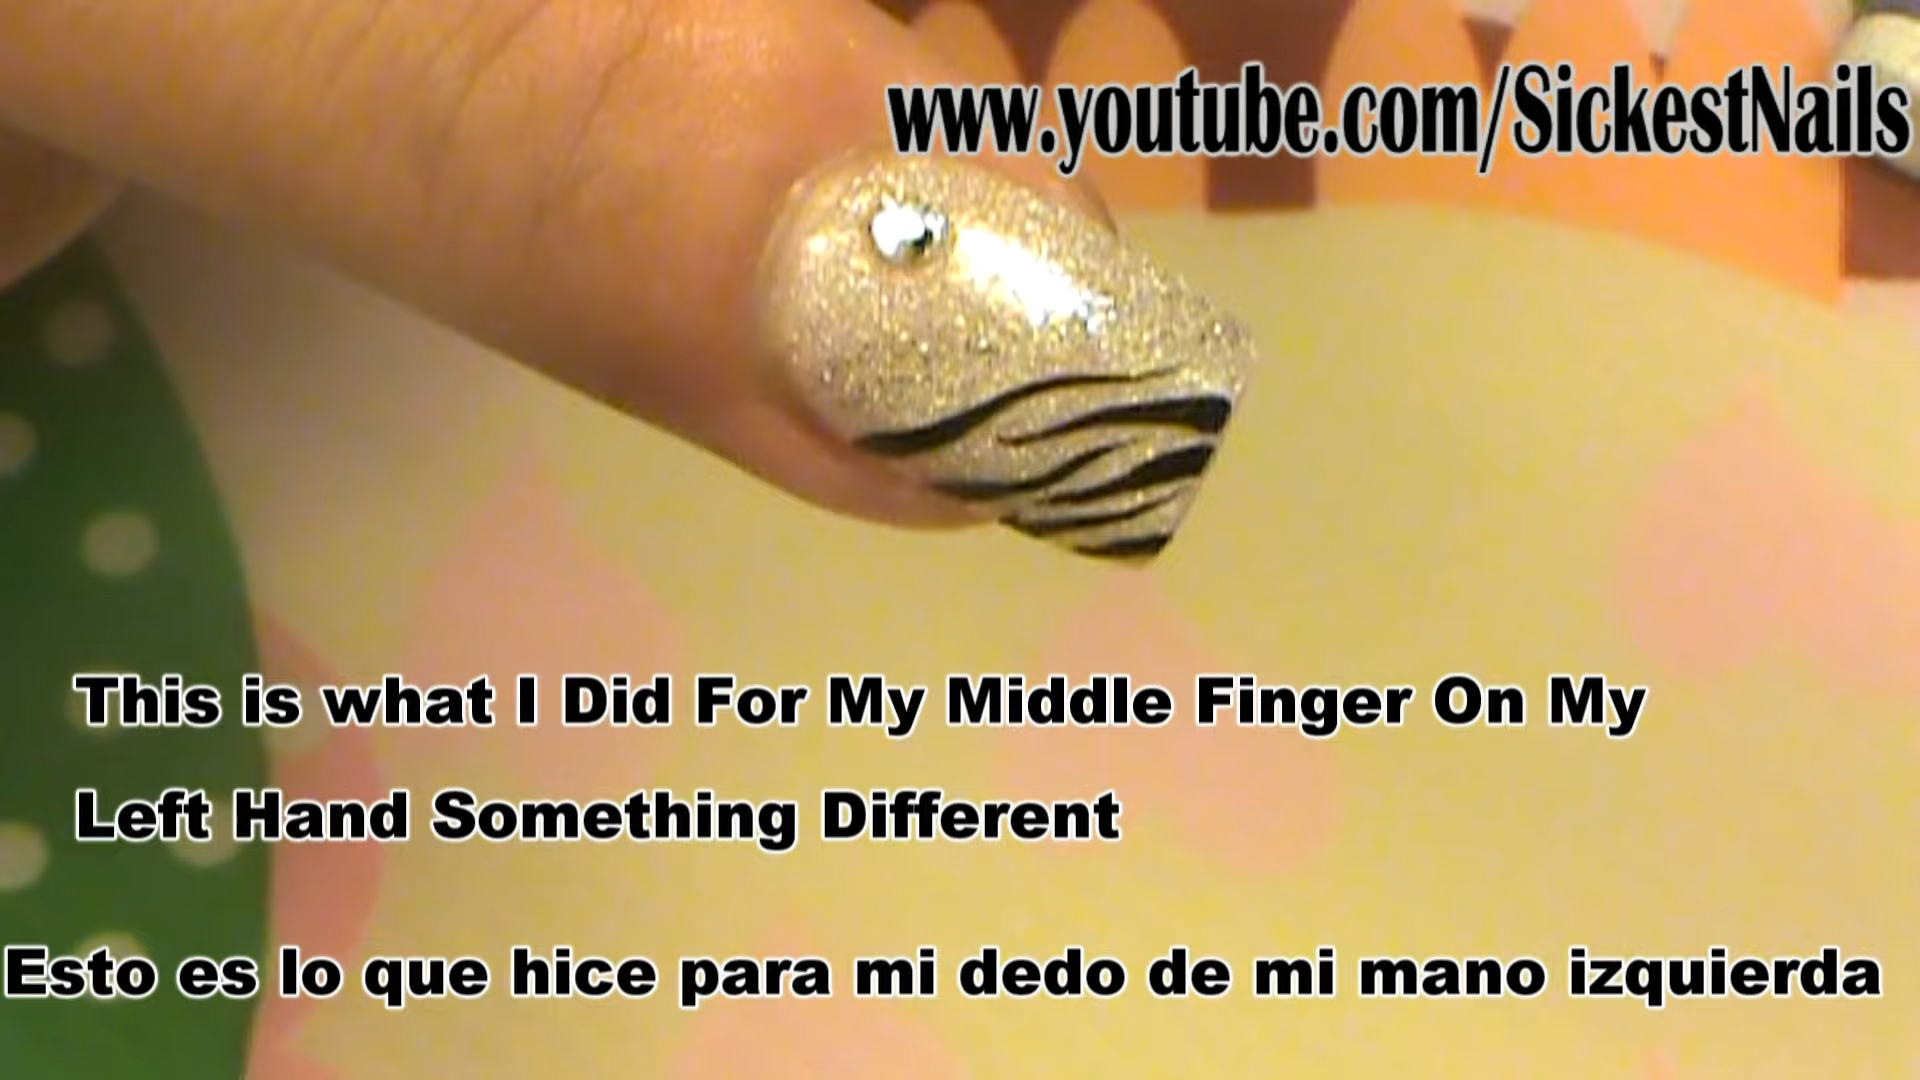 www.youtube.com/SickestNails
This is what I Did For My Middle Finger On My
Left Hand Something Different
Esto es lo que hice para mi dedo de mi mano izquierda